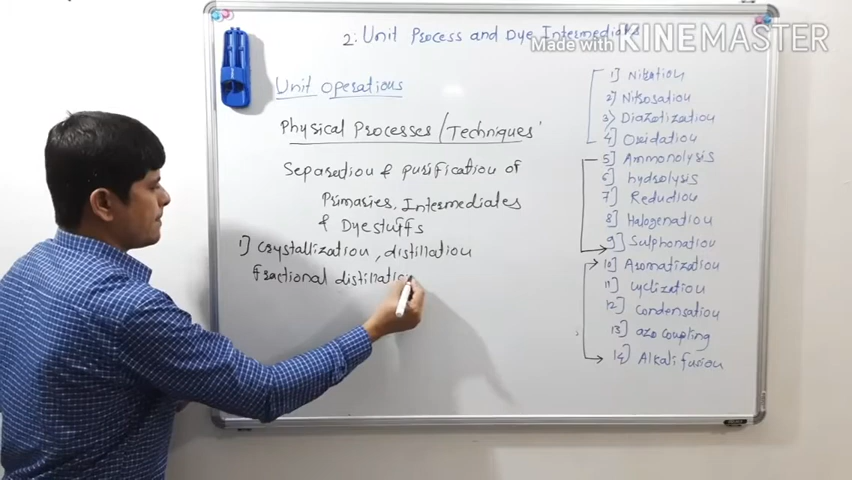 2. Unit Process and Dye Intermediates
Made with KINEMASTER
Unit operations
Physical Processes/Techniques
Separation & purification of
Primaries, Intermediates
& Dyestuffs
1] Crystallization, distillation
fractional distillation
1] Nitration
2] Nitrosation
3] Diazotization
4] Oxidation
5] Ammonolysis
6] hydrolysis
7] Reduction
8] Halogenation
9] Sulphonation
10] Aromatization
11] cyclization
12] Condensation
13] azo coupling
14] Alkali fusion